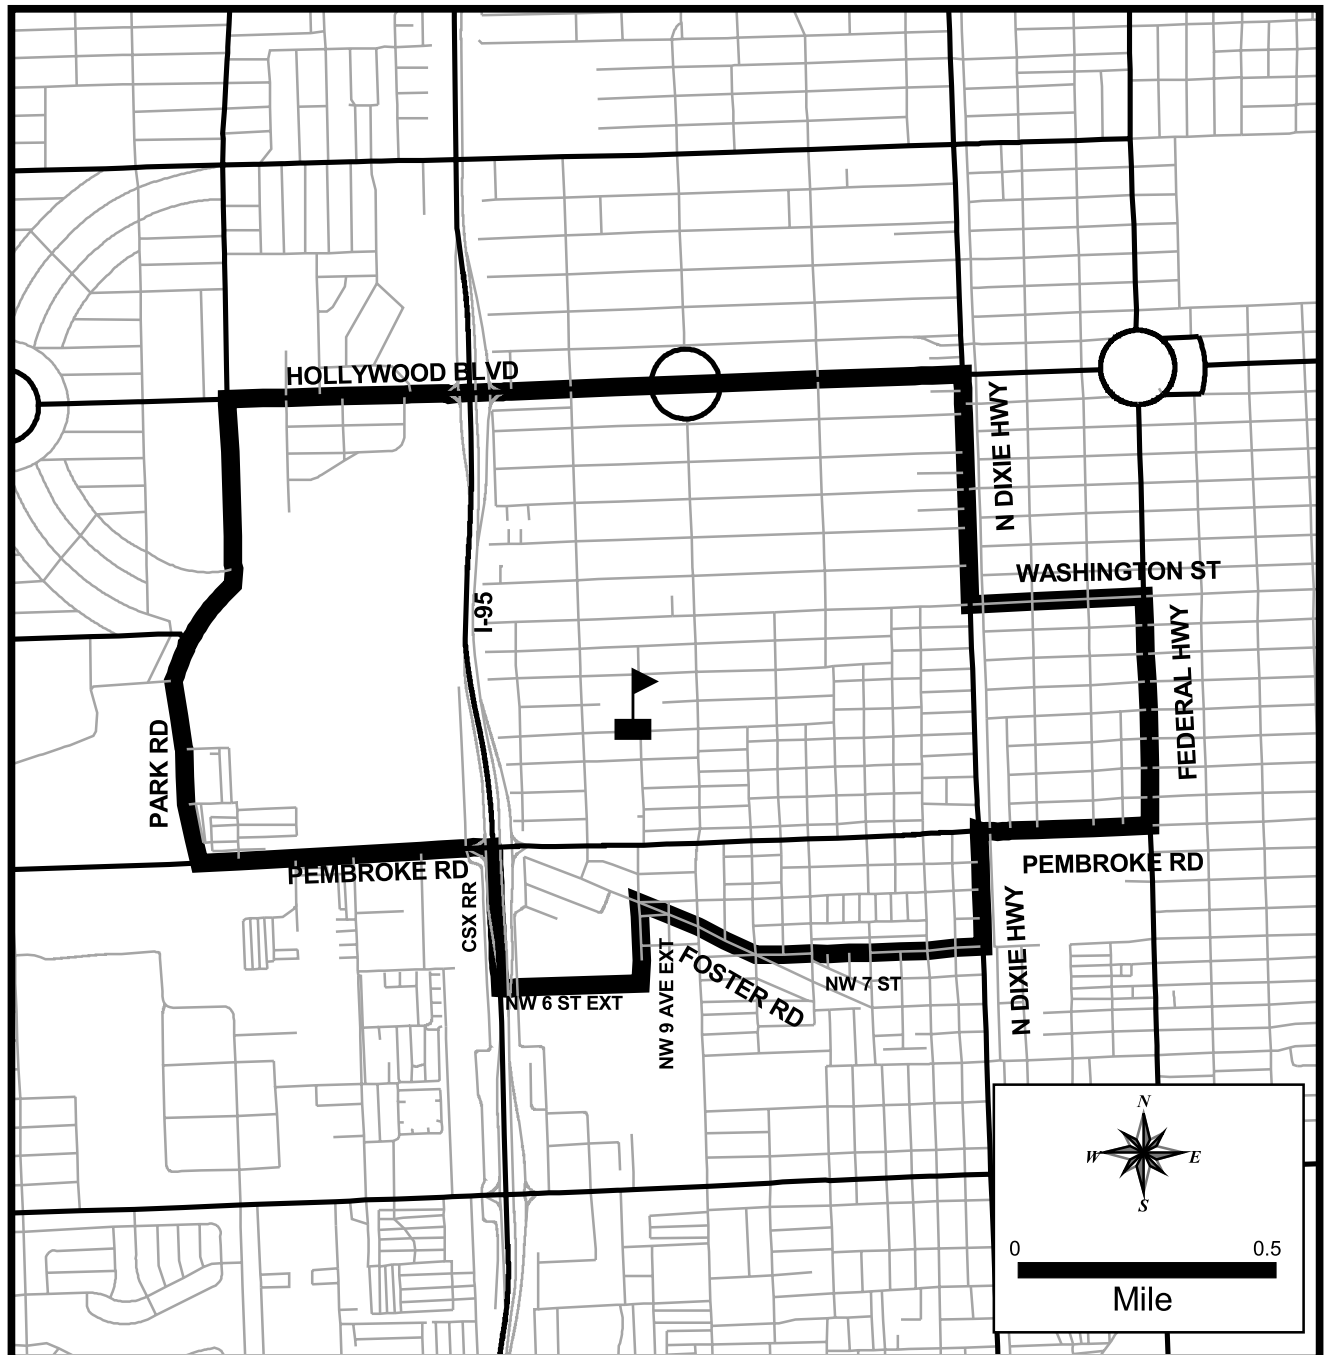 HOLLYWOOD BLVD
N DIXIE HWY
WASHINGTON ST
I-95
FEDERAL HWY
PARK RD
PEMBROKE RD
PEMBROKE RD
CSX RR
N DIXIE HWY
NW 9 AVE EXT
FOSTER RD
NW 7 ST
NW 6 ST EXT
N
W E
S
0 0.5
Mile